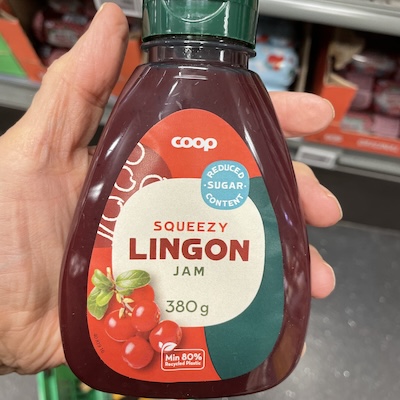 coop
REDUCED
·SUGAR·
CONTENT
SQUEEZY
LINGON
JAM
380g
Min 80%
Recycled Plastic